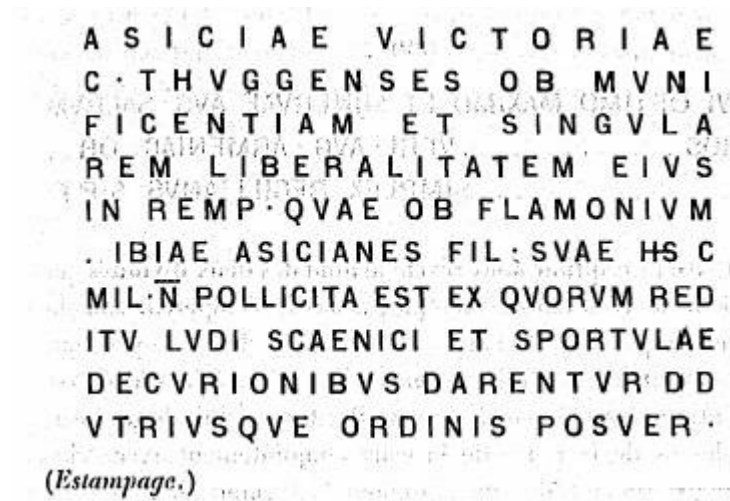 ASICIAE VICTORIAE
C·THVGGENSES OB MVNI
FICENTIAM ET SINGVLA
REM LIBERALITATEM EIVS
IN REMP·QVAE OB FLAMONIVM
. IBIAE ASICIANES FIL:SVAE HS C
MIL·N̅ POLLICITA EST EX QVORVM RED
ITV LVDI SCAENICI ET SPORTVLAE
DECVRIONIBVS DARENTVR DD
VTRIVSQVE ORDINIS POSVER·
(Estampage.)